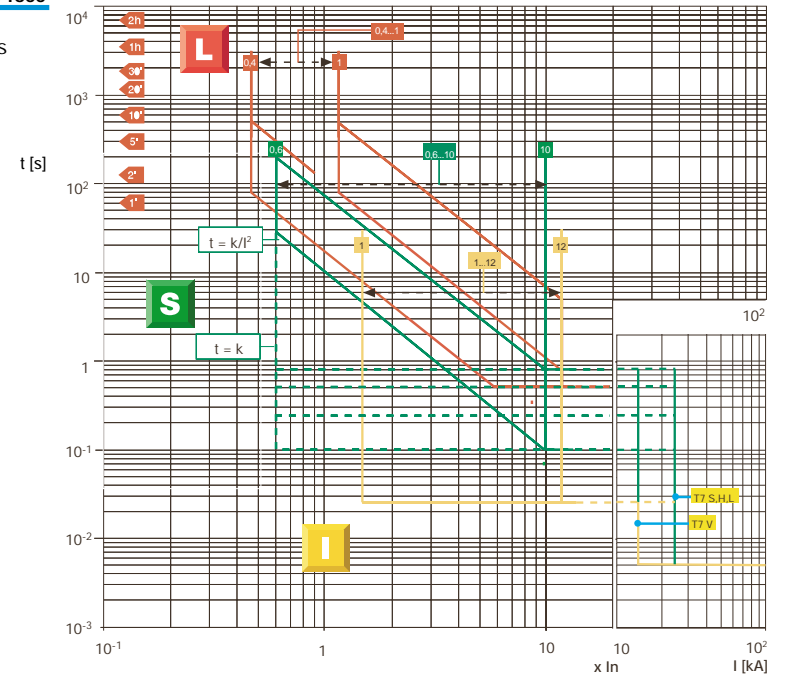 10⁴
2h
1h
30'
20'
10'
5'
2'
1'
s
L
0,4...1
0,4
1
10³
t [s]
0,6
0,6...10
10
10²
t = k/I²
1
12
1...12
10
S
10²
t = k
1
10⁻¹
T7 S,H,L
T7 V
10⁻²
I
10⁻³
10⁻¹
1
10
10
10²
x In
I [kA]